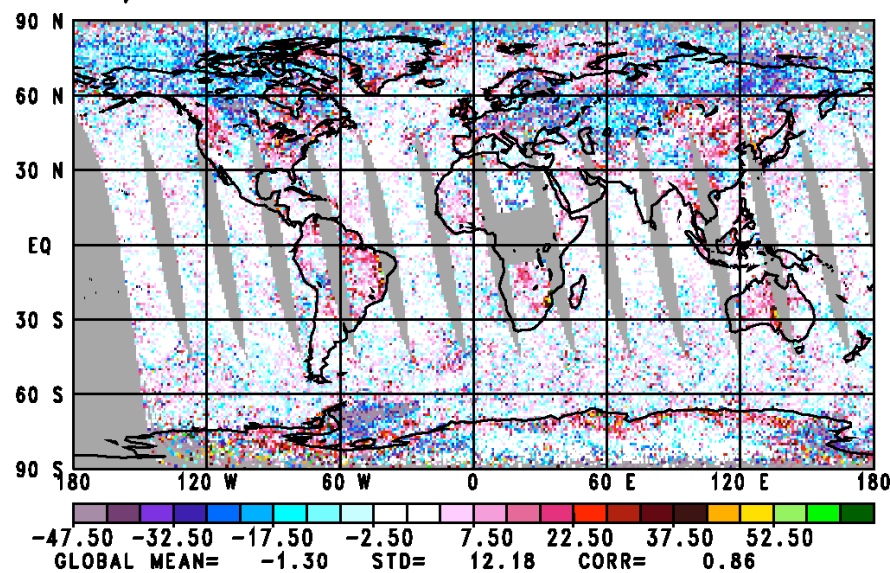 90 N
60 N
30 N
EQ
30 S
60 S
90 S
180 120 W 60 W 0 60 E 120 E 180
-47.50 -32.50 -17.50 -2.50 7.50 22.50 37.50 52.50
GLOBAL MEAN= -1.30 STD= 12.18 CORR= 0.86